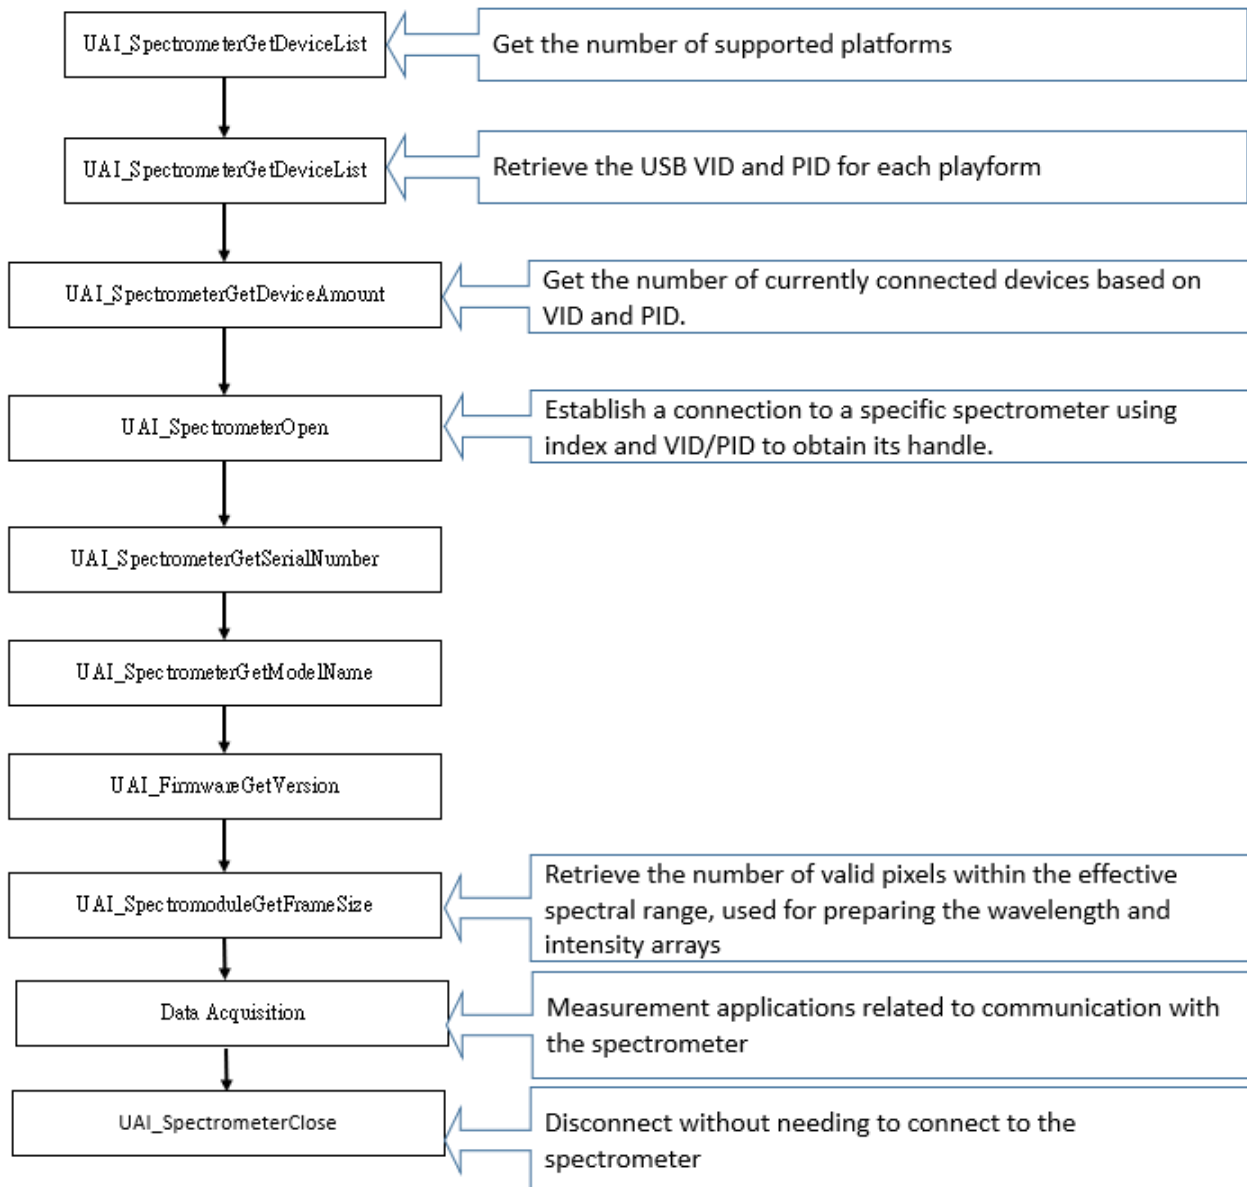 UAI_SpectrometerGetDeviceList
Get the number of supported platforms
UAI_SpectrometerGetDeviceList
Retrieve the USB VID and PID for each playform
UAI_SpectrometerGetDeviceAmount
Get the number of currently connected devices based on
VID and PID.
UAI_SpectrometerOpen
Establish a connection to a specific spectrometer using
index and VID/PID to obtain its handle.
UAI_SpectrometerGetSerialNumber
UAI_SpectrometerGetModelName
UAI_FirmwareGetVersion
UAI_SpectromoduleGetFrameSize
Retrieve the number of valid pixels within the effective
spectral range, used for preparing the wavelength and
intensity arrays
Data Acquisition
Measurement applications related to communication with
the spectrometer
UAI_SpectrometerClose
Disconnect without needing to connect to the
spectrometer